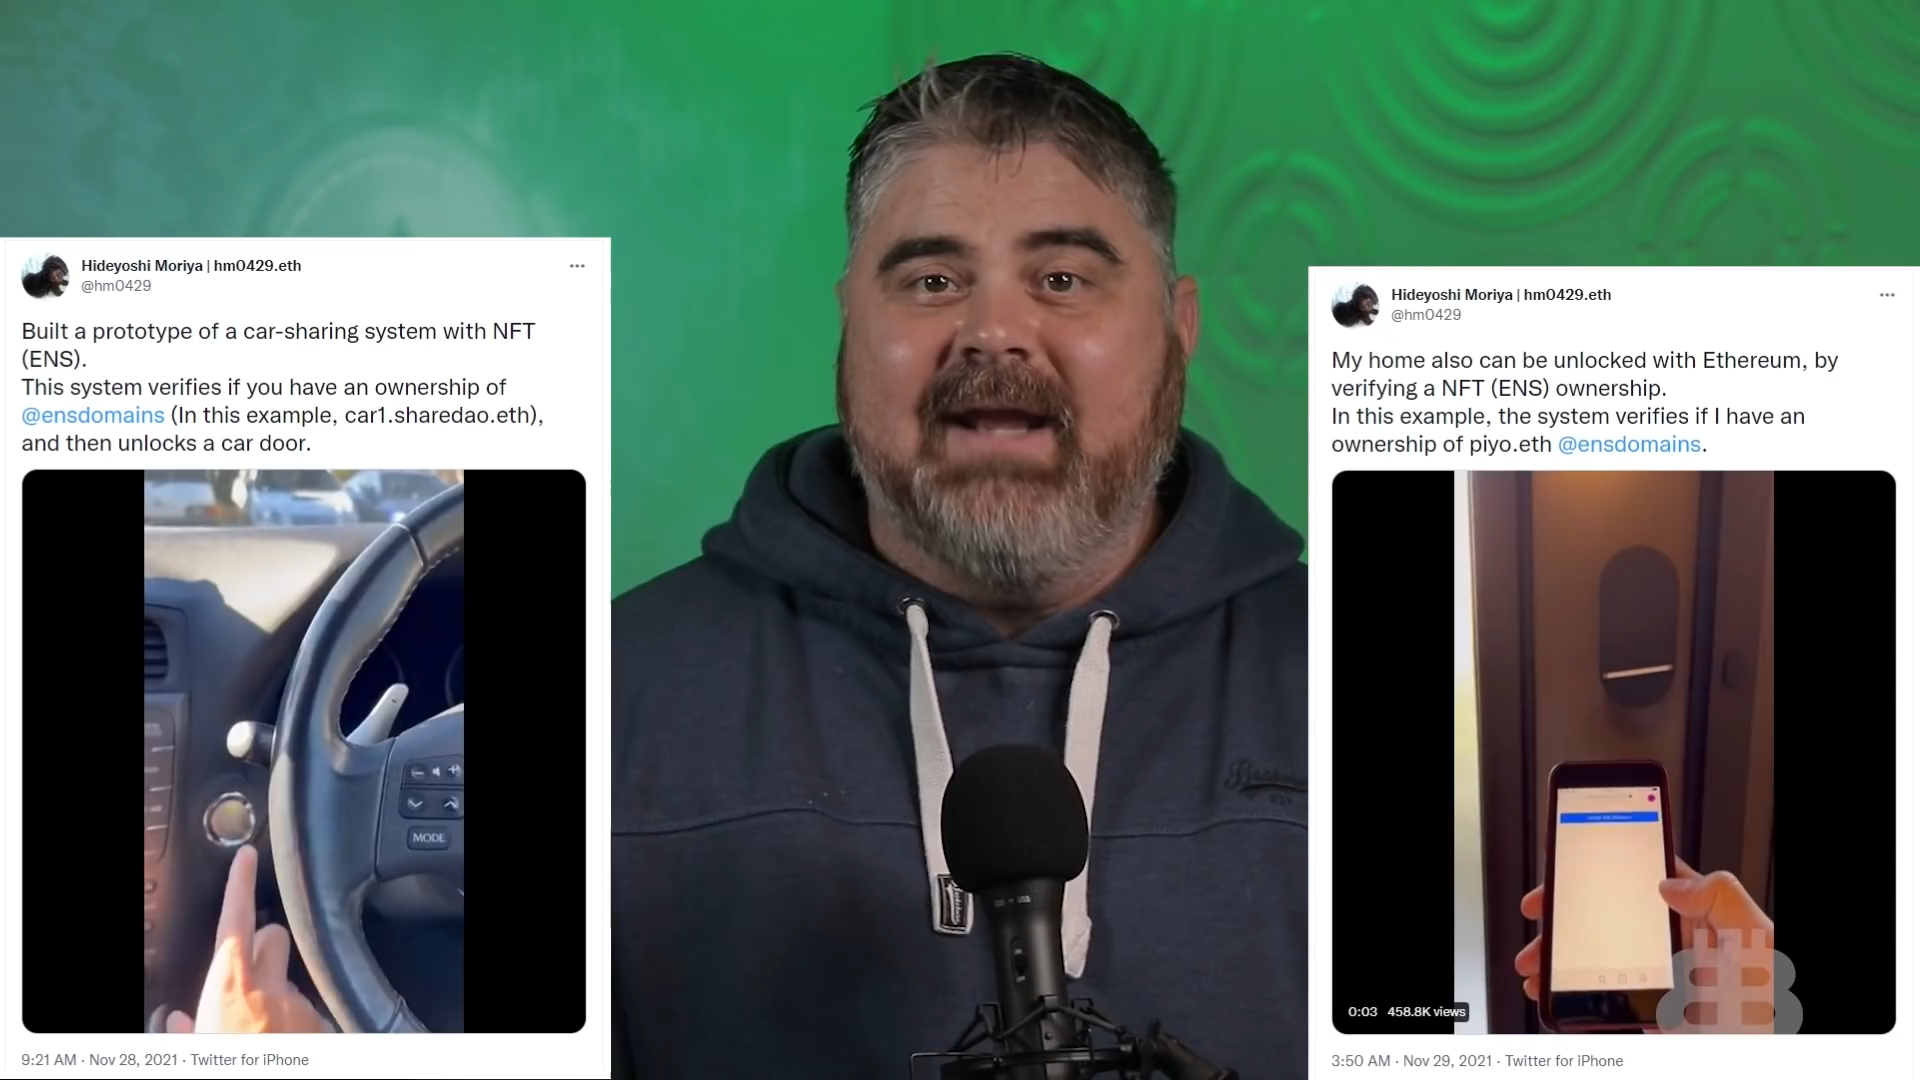 Hideyoshi Moriya | hm0429.eth
@hm0429
Built a prototype of a car-sharing system with NFT
(ENS).
This system verifies if you have an ownership of
@ensdomains (In this example, car1.sharedao.eth),
and then unlocks a car door.
MODE
9:21 AM · Nov 28, 2021 · Twitter for iPhone
Hideyoshi Moriya | hm0429.eth
@hm0429
My home also can be unlocked with Ethereum, by
verifying a NFT (ENS) ownership.
In this example, the system verifies if I have an
ownership of piyo.eth @ensdomains.
0:03 458.8K views
3:50 AM · Nov 29, 2021 · Twitter for iPhone